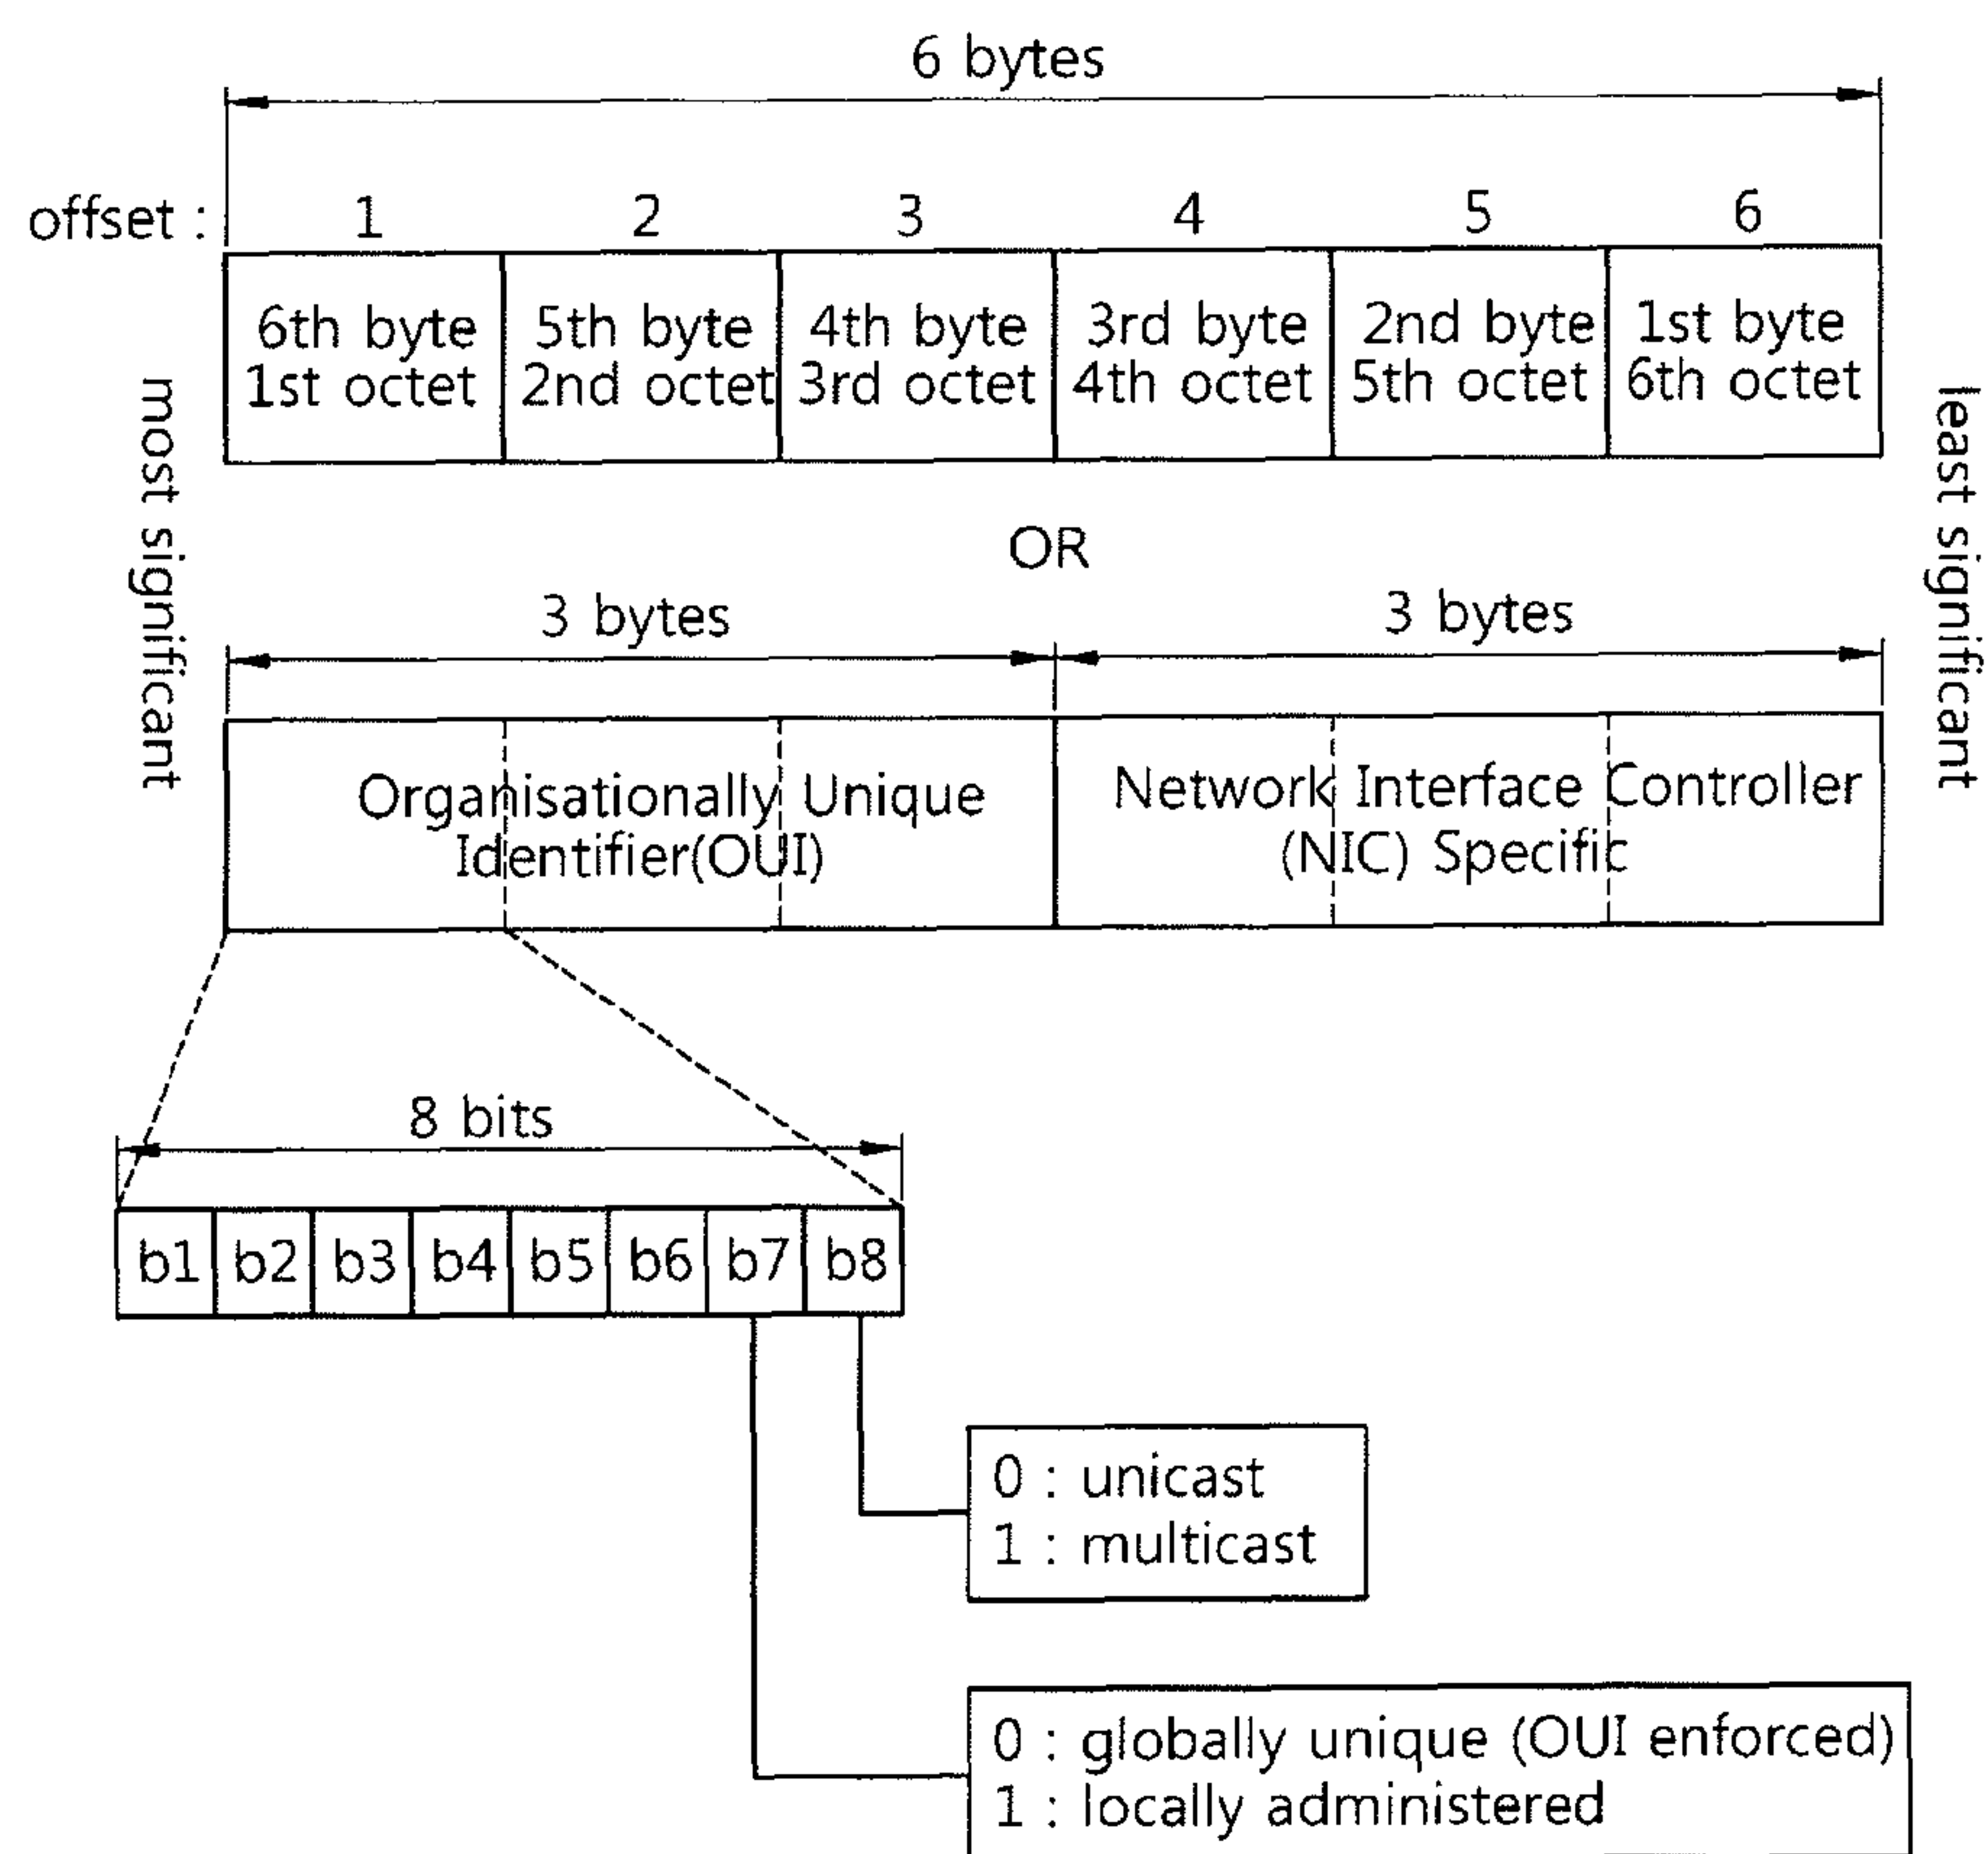 6 bytes
offset : 1 2 3 4 5 6
6th byte 5th byte 4th byte 3rd byte 2nd byte 1st byte
1st octet 2nd octet 3rd octet 4th octet 5th octet 6th octet
most significant
least significant
OR
3 bytes 3 bytes
Organisationally Unique
Identifier(OUI)
Network Interface Controller
(NIC) Specific
8 bits
b1 b2 b3 b4 b5 b6 b7 b8
0 : unicast
1 : multicast
0 : globally unique (OUI enforced)
1 : locally administered